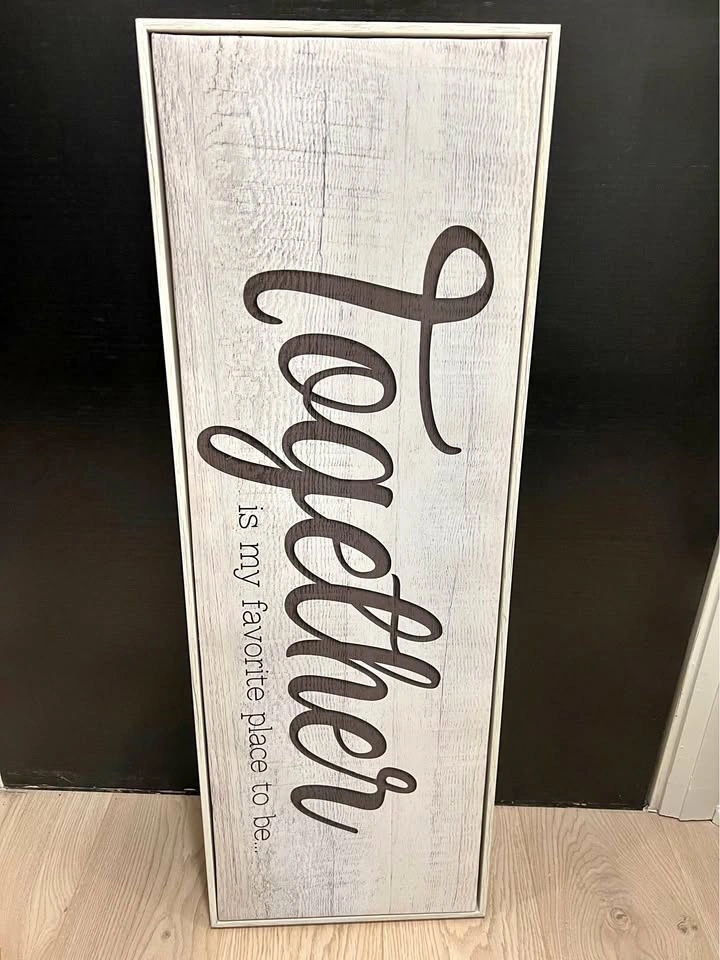 Together
is my favorite place to be...